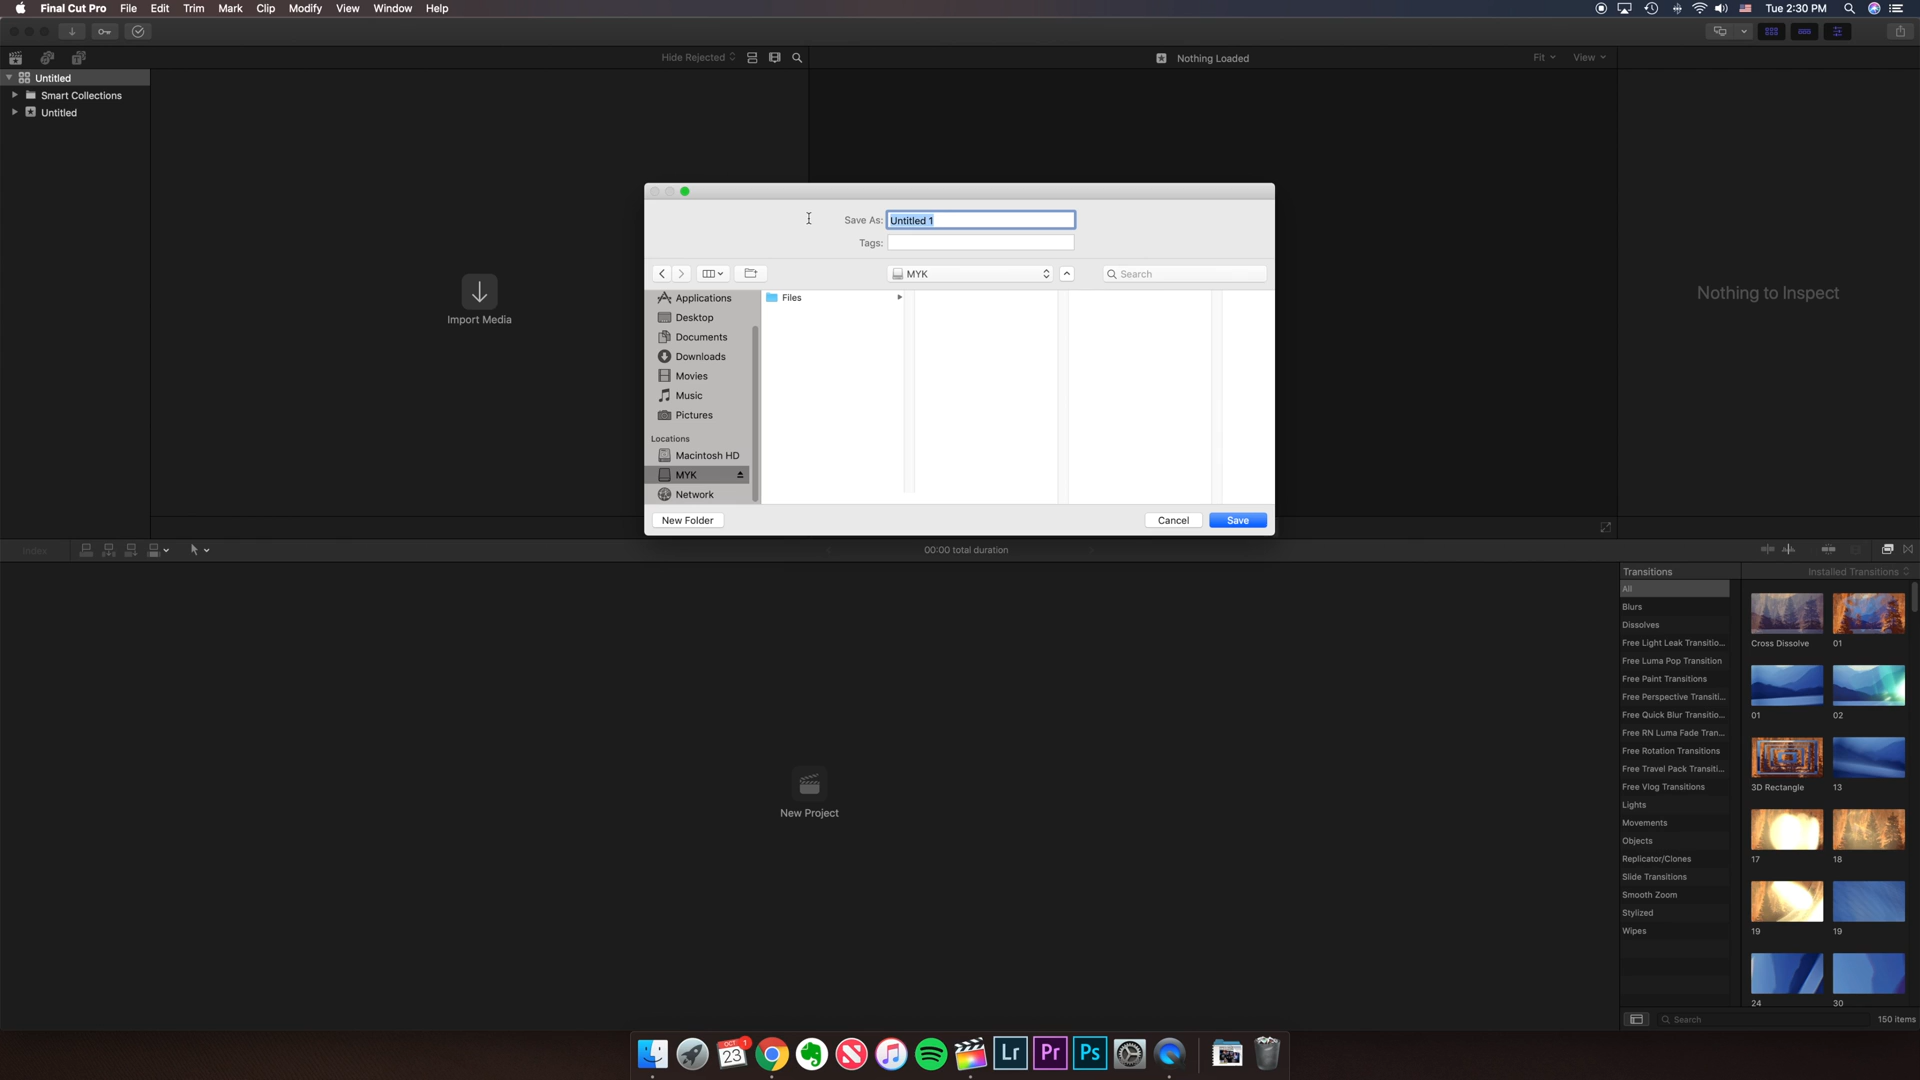 Final Cut Pro File Edit Trim Mark Clip Modify View Window Help Tue 2:30 PM
Hide Rejected Nothing Loaded Fit View
Untitled
Smart Collections
Untitled
Import Media
Nothing to Inspect
Save As: Untitled 1
Tags:
MYK Search
Applications
Desktop
Documents
Downloads
Movies
Music
Pictures
Locations
Macintosh HD
MYK
Network
Files
New Folder Cancel Save
Index 00:00 total duration
New Project
Transitions Installed Transitions
All
Blurs
Dissolves
Free Light Leak Transitio...
Free Luma Pop Transition
Free Paint Transitions
Free Perspective Transiti...
Free Quick Blur Transitio...
Free RN Luma Fade Tran...
Free Rotation Transitions
Free Travel Pack Transiti...
Free Vlog Transitions
Lights
Movements
Objects
Replicator/Clones
Slide Transitions
Smooth Zoom
Stylized
Wipes
Cross Dissolve 01
01 02
3D Rectangle 13
17 18
19 19
24 30
Search 150 items
OCT 23 1
Lr Pr Ps